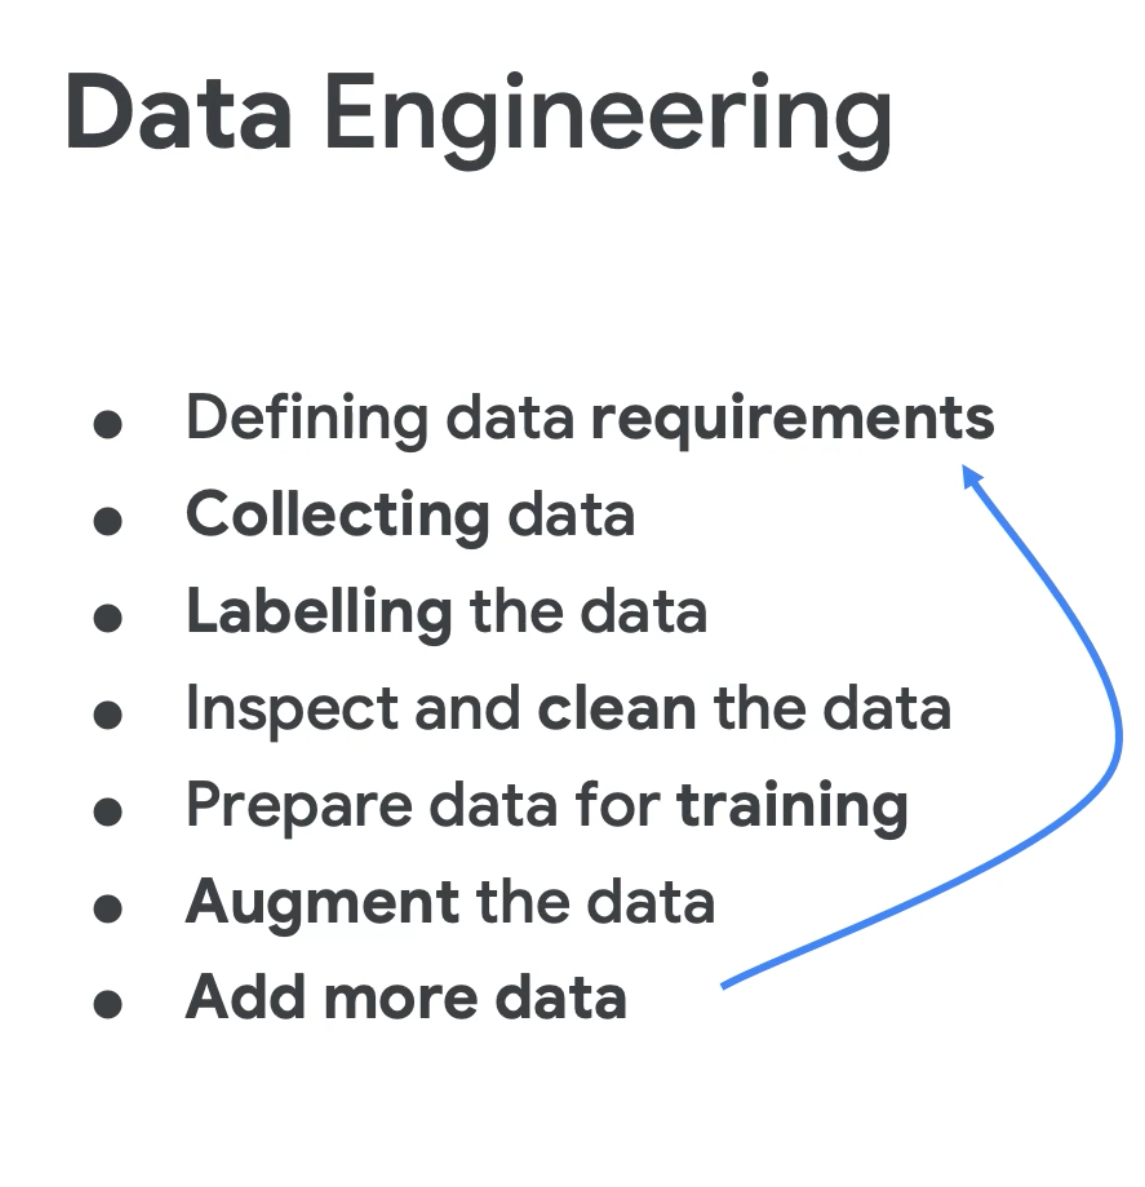 Data Engineering
● Defining data requirements
● Collecting data
● Labelling the data
● Inspect and clean the data
● Prepare data for training
● Augment the data
● Add more data